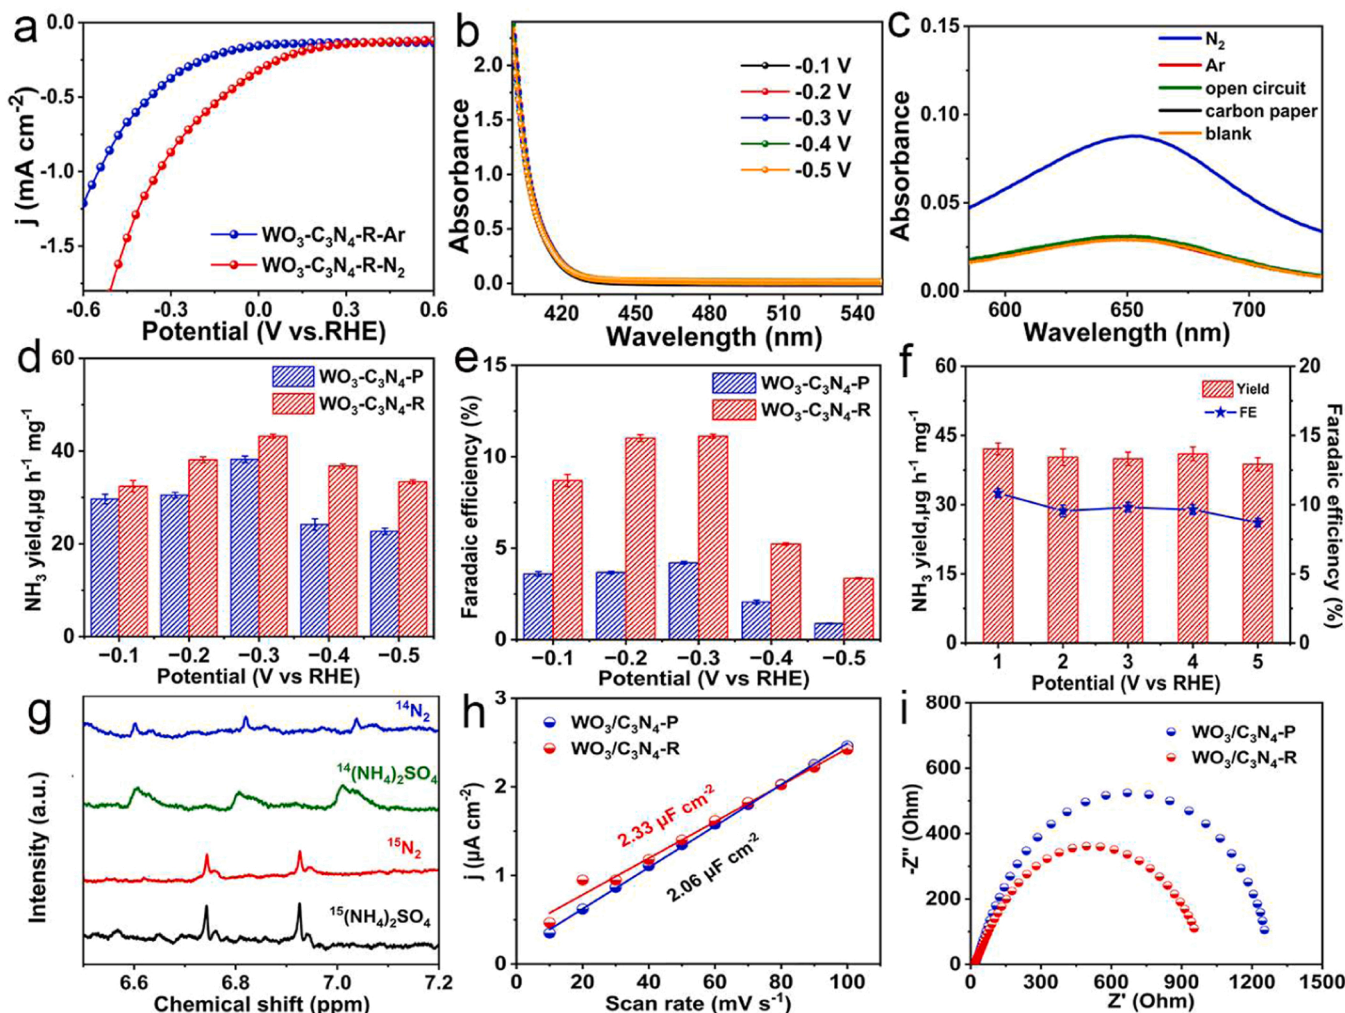 a
0.0
-0.5
-1.0
-1.5
j (mA cm⁻²)
WO₃-C₃N₄-R-Ar
WO₃-C₃N₄-R-N₂
-0.6 -0.3 0.0 0.3 0.6
Potential (V vs.RHE)
b
2.0
1.5
1.0
0.5
0.0
Absorbance
-0.1 V
-0.2 V
-0.3 V
-0.4 V
-0.5 V
420 450 480 510 540
Wavelength (nm)
c
0.15
0.10
0.05
0.00
Absorbance
N₂
Ar
open circuit
carbon paper
blank
600 650 700
Wavelength (nm)
d
60
40
20
0
NH₃ yield,μg h⁻¹ mg⁻¹
WO₃-C₃N₄-P
WO₃-C₃N₄-R
−0.1 −0.2 −0.3 −0.4 −0.5
Potential (V vs RHE)
e
15
10
5
0
Faradaic efficiency (%)
WO₃-C₃N₄-P
WO₃-C₃N₄-R
−0.1 −0.2 −0.3 −0.4 −0.5
Potential (V vs RHE)
f
60
45
30
15
0
NH₃ yield,μg h⁻¹ mg⁻¹
Yield
FE
20
15
10
5
0
Faradaic efficiency (%)
1 2 3 4 5
Potential (V vs RHE)
g
Intensity (a.u.)
¹⁴N₂
¹⁴(NH₄)₂SO₄
¹⁵N₂
¹⁵(NH₄)₂SO₄
6.6 6.8 7.0 7.2
Chemical shift (ppm)
h
3
2
1
0
j (μA cm⁻²)
WO₃/C₃N₄-P
WO₃/C₃N₄-R
2.33 μF cm⁻²
2.06 μF cm⁻²
0 20 40 60 80 100
Scan rate (mV s⁻¹)
i
800
600
400
200
0
-Z'' (Ohm)
WO₃/C₃N₄-P
WO₃/C₃N₄-R
0 300 600 900 1200 1500
Z' (Ohm)